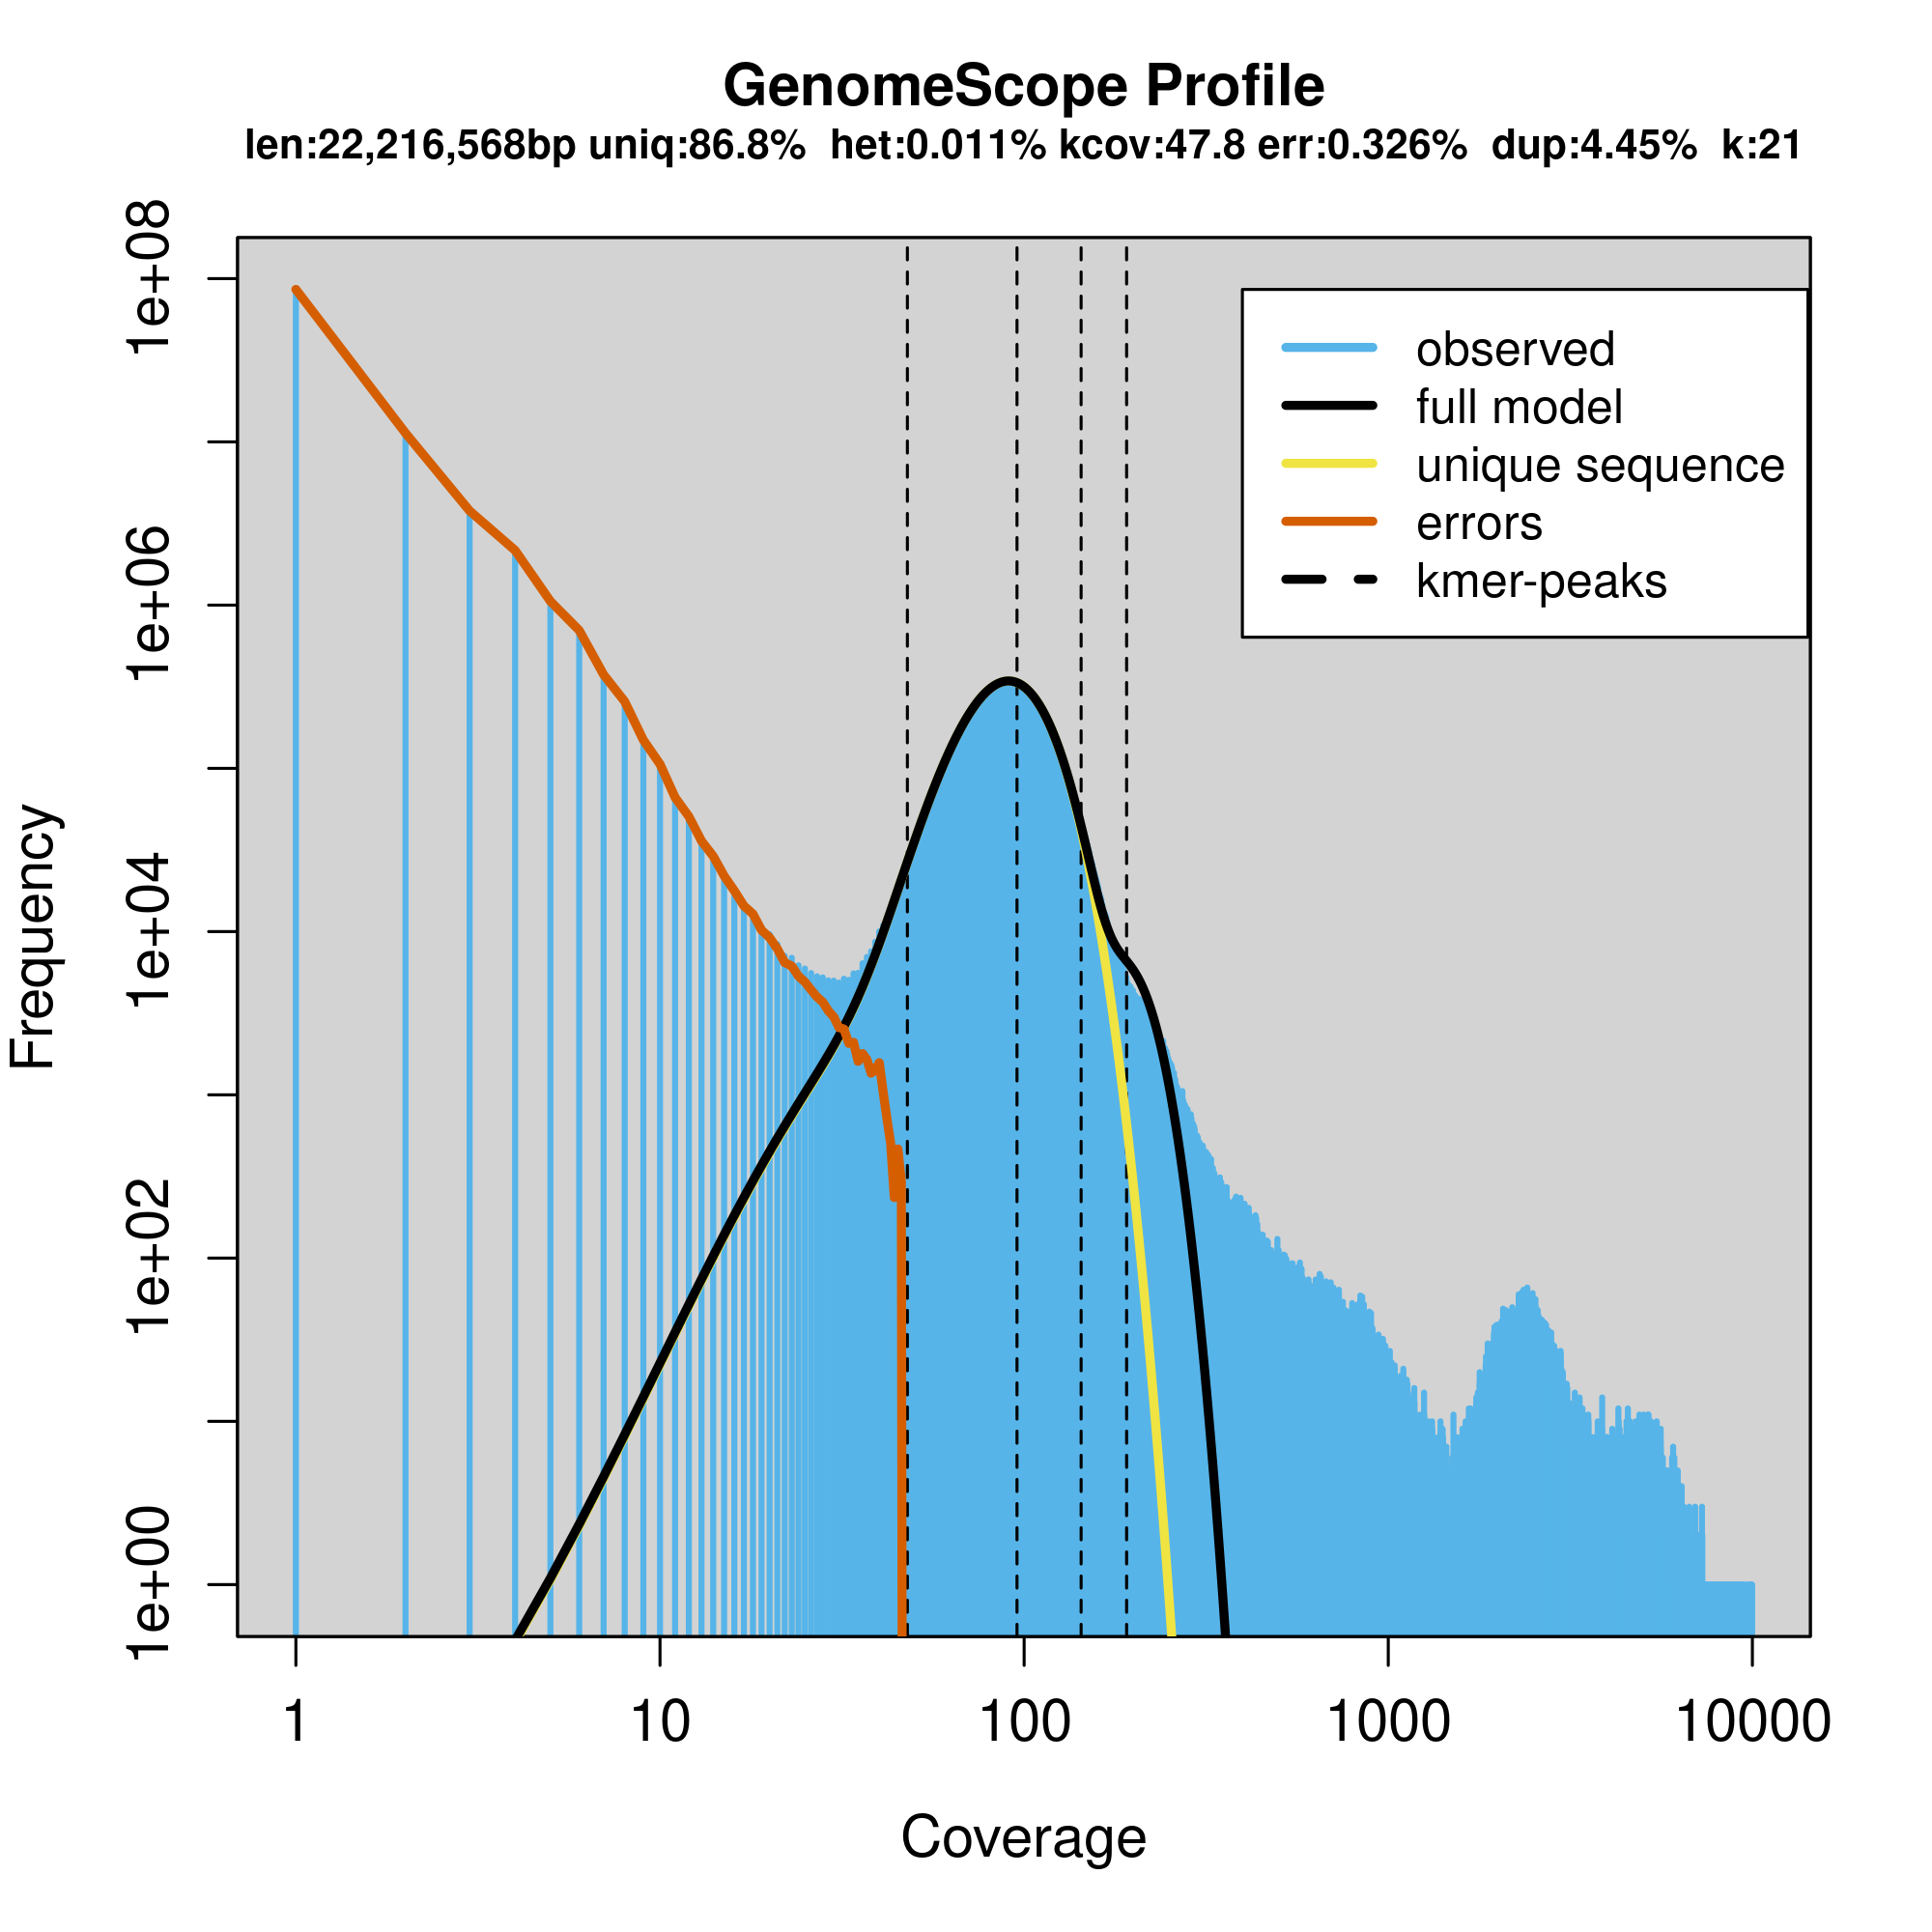 GenomeScope Profile
len:22,216,568bp uniq:86.8% het:0.011% kcov:47.8 err:0.326% dup:4.45% k:21
1e+08
1e+06
1e+04
1e+02
1e+00
Frequency
observed
full model
unique sequence
errors
kmer-peaks
1 10 100 1000 10000
Coverage